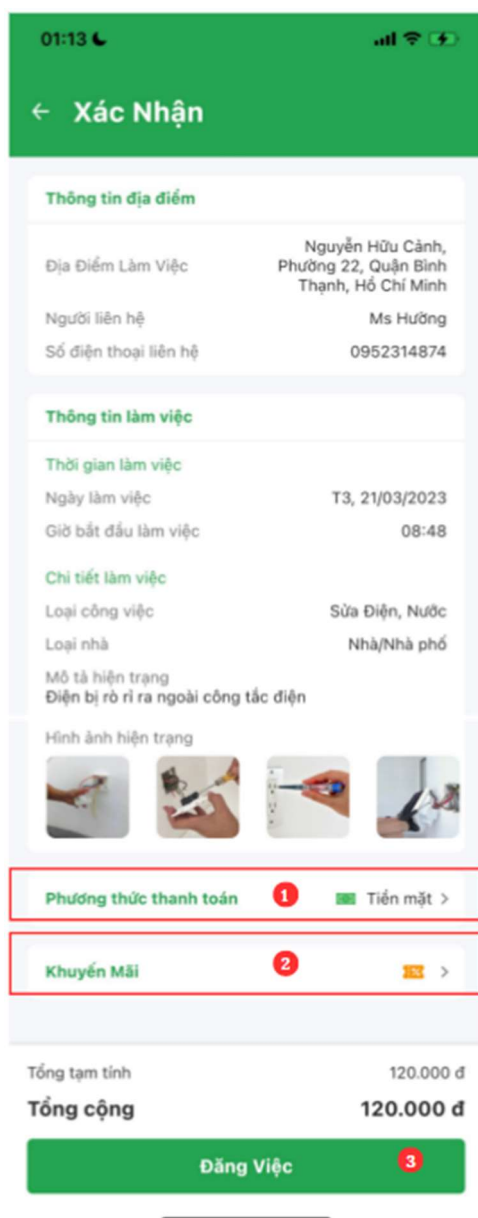 01:13
Xác Nhận
Thông tin địa điểm
Địa Điểm Làm Việc
Nguyễn Hữu Cảnh,
Phường 22, Quận Bình
Thạnh, Hồ Chí Minh
Người liên hệ Ms Hường
Số điện thoại liên hệ 0952314874
Thông tin làm việc
Thời gian làm việc
Ngày làm việc T3, 21/03/2023
Giờ bắt đầu làm việc 08:48
Chi tiết làm việc
Loại công việc Sửa Điện, Nước
Loại nhà Nhà/Nhà phố
Mô tả hiện trạng
Điện bị rò rỉ ra ngoài công tắc điện
Hình ảnh hiện trạng
Phương thức thanh toán 1 Tiền mặt
Khuyến Mãi 2
Tổng tạm tính 120.000 đ
Tổng cộng 120.000 đ
Đăng Việc 3